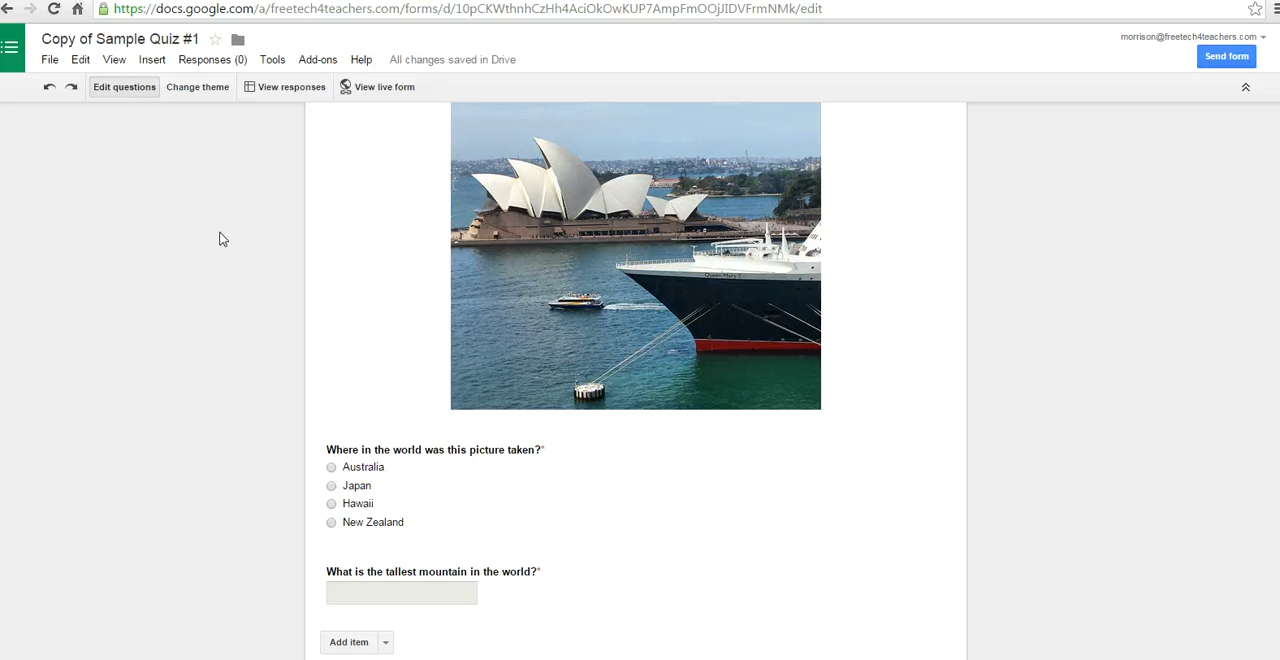 https://docs.google.com/a/freetech4teachers.com/forms/d/10pCKWthnhCzHh4AciOkOwKUP7AmpFmOOjJIDVFrmNMk/edit
Copy of Sample Quiz #1
morrison@freetech4teachers.com
File Edit View Insert Responses (0) Tools Add-ons Help All changes saved in Drive
Send form
Edit questions Change theme View responses View live form
Queen Mary 2
Where in the world was this picture taken?*
Australia
Japan
Hawaii
New Zealand
What is the tallest mountain in the world?*
Add item